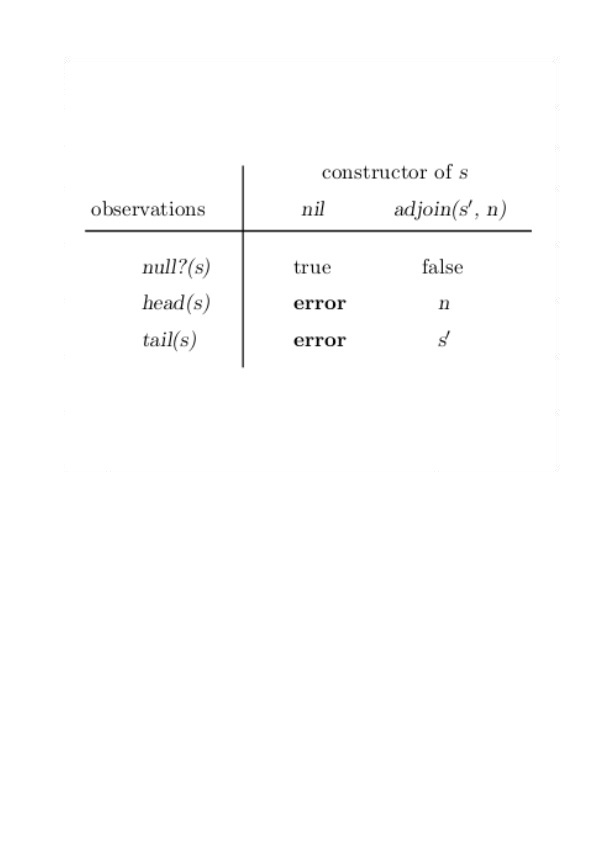 constructor of s
observations nil adjoin(s′, n)
null?(s) true false
head(s) error n
tail(s) error s′